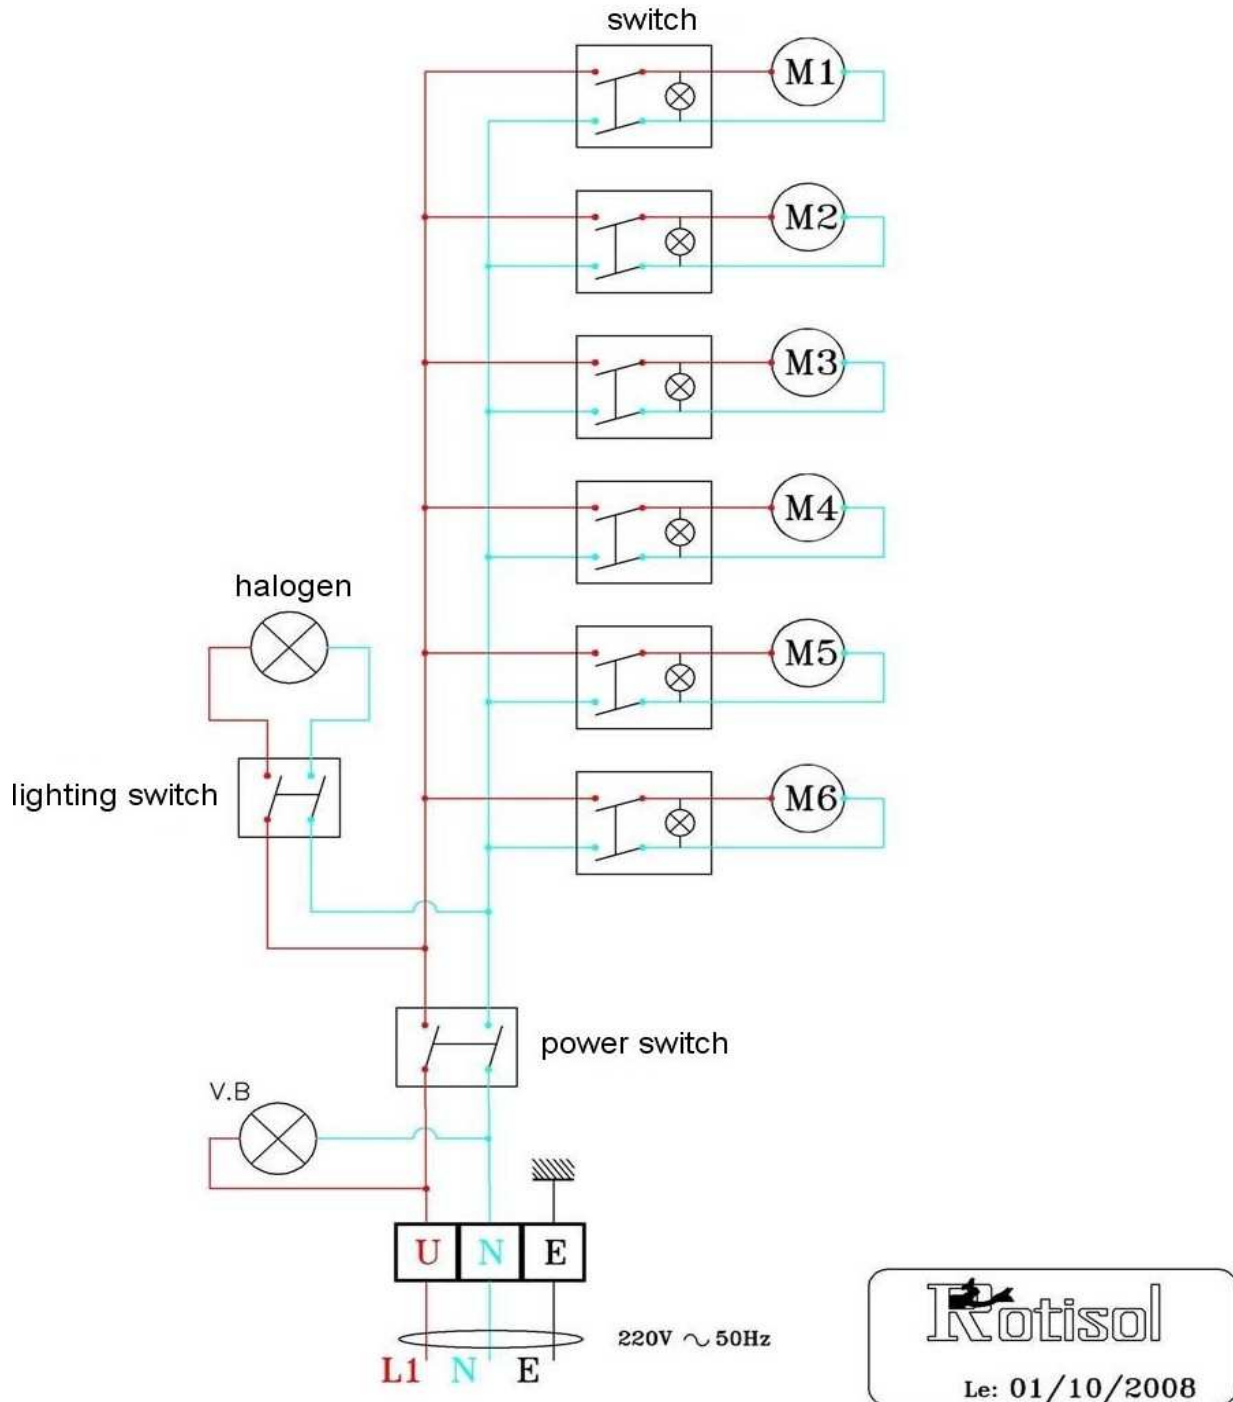 switch
M1
M2
M3
M4
halogen
M5
lighting switch
M6
power switch
V.B
U N E
220V ~ 50Hz
L1 N E
Rotisol
Le: 01/10/2008